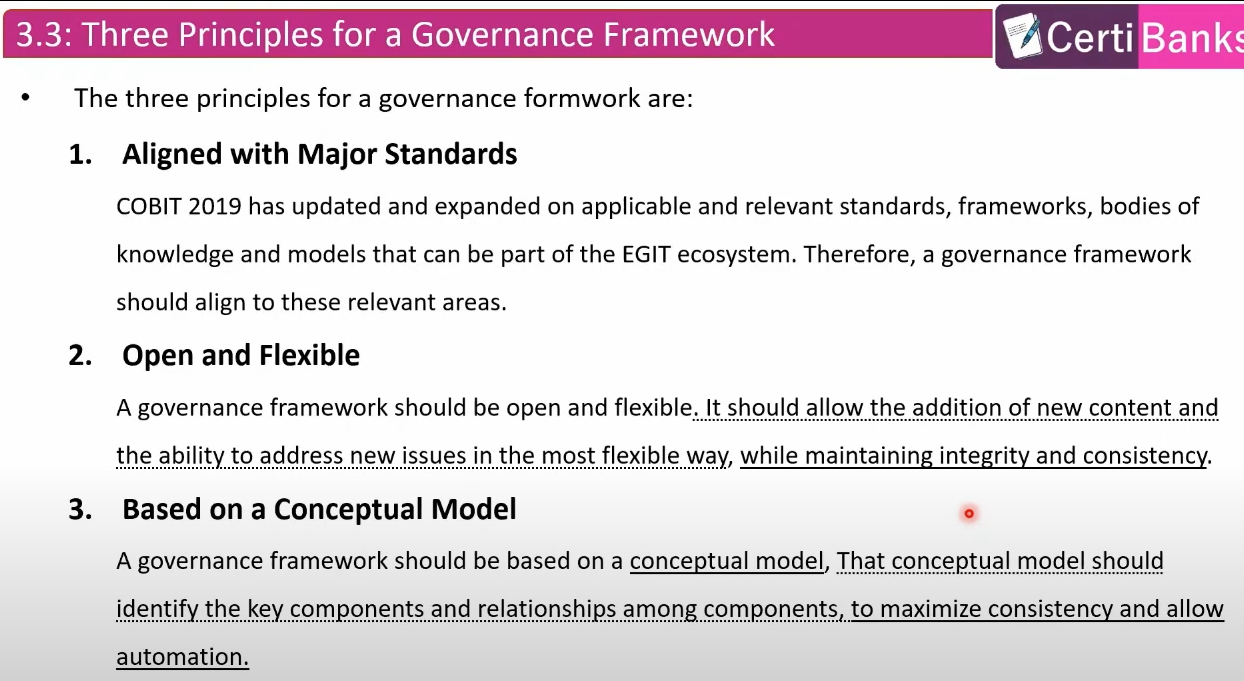 3.3: Three Principles for a Governance Framework
CertiBanks
• The three principles for a governance formwork are:
1. Aligned with Major Standards
COBIT 2019 has updated and expanded on applicable and relevant standards, frameworks, bodies of
knowledge and models that can be part of the EGIT ecosystem. Therefore, a governance framework
should align to these relevant areas.
2. Open and Flexible
A governance framework should be open and flexible. It should allow the addition of new content and
the ability to address new issues in the most flexible way, while maintaining integrity and consistency.
3. Based on a Conceptual Model
A governance framework should be based on a conceptual model, That conceptual model should
identify the key components and relationships among components, to maximize consistency and allow
automation.